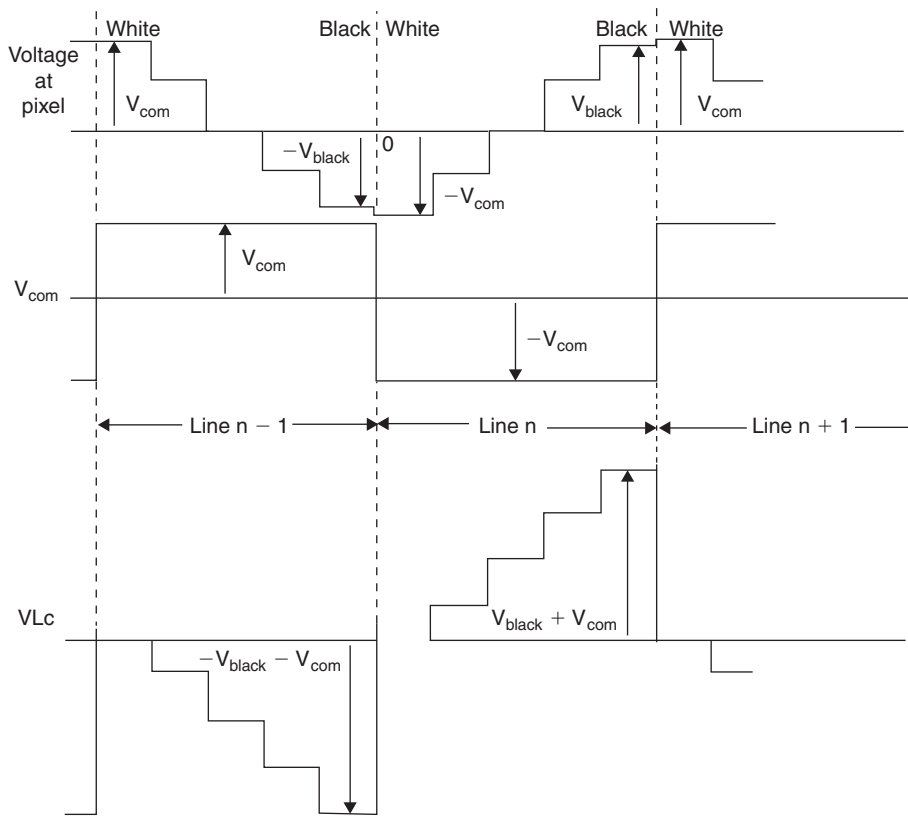 White Black White Black White
Voltage
at
pixel
V_com
−V_black
0
−V_com
V_black
V_com
V_com
V_com
−V_com
Line n − 1
Line n
Line n + 1
VLc
V_black + V_com
−V_black − V_com